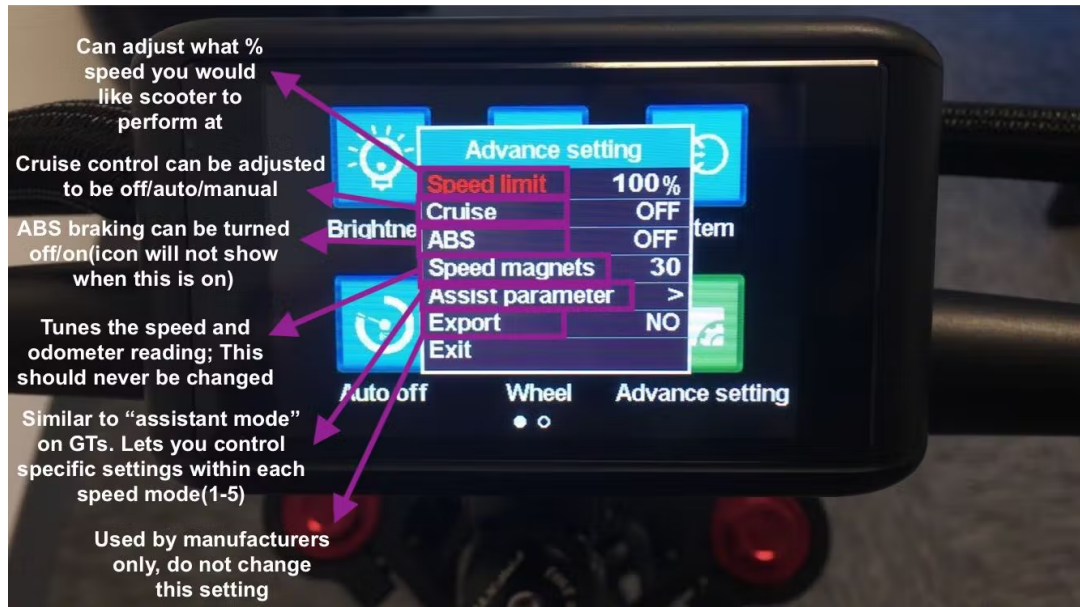 Can adjust what %
speed you would
like scooter to
perform at
Cruise control can be adjusted
to be off/auto/manual
ABS braking can be turned
off/on(icon will not show
when this is on)
Tunes the speed and
odometer reading; This
should never be changed
Similar to “assistant mode”
on GTs. Lets you control
specific settings within each
speed mode(1-5)
Used by manufacturers
only, do not change
this setting
Advance setting
Speed limit 100%
Cruise OFF
ABS OFF
Speed magnets 30
Assist parameter >
Export NO
Exit
Brightne
tem
Auto off Wheel Advance setting